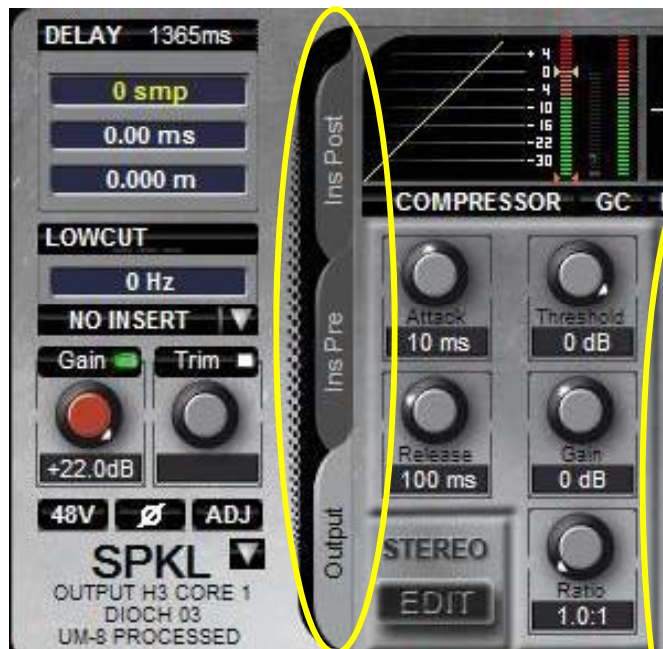 DELAY 1365ms
0 smp
0.00 ms
0.000 m
LOWCUT
0 Hz
NO INSERT
Gain Trim
+22.0dB
48V Ø ADJ
SPKL
OUTPUT H3 CORE 1
DIOCH 03
UM-8 PROCESSED
Ins Post
Ins Pre
Output
+ 4
0
- 4
- 10
- 16
-22
-30
COMPRESSOR GC
Attack Threshold
10 ms 0 dB
Release Gain
100 ms 0 dB
STEREO
EDIT
Ratio
1.0:1